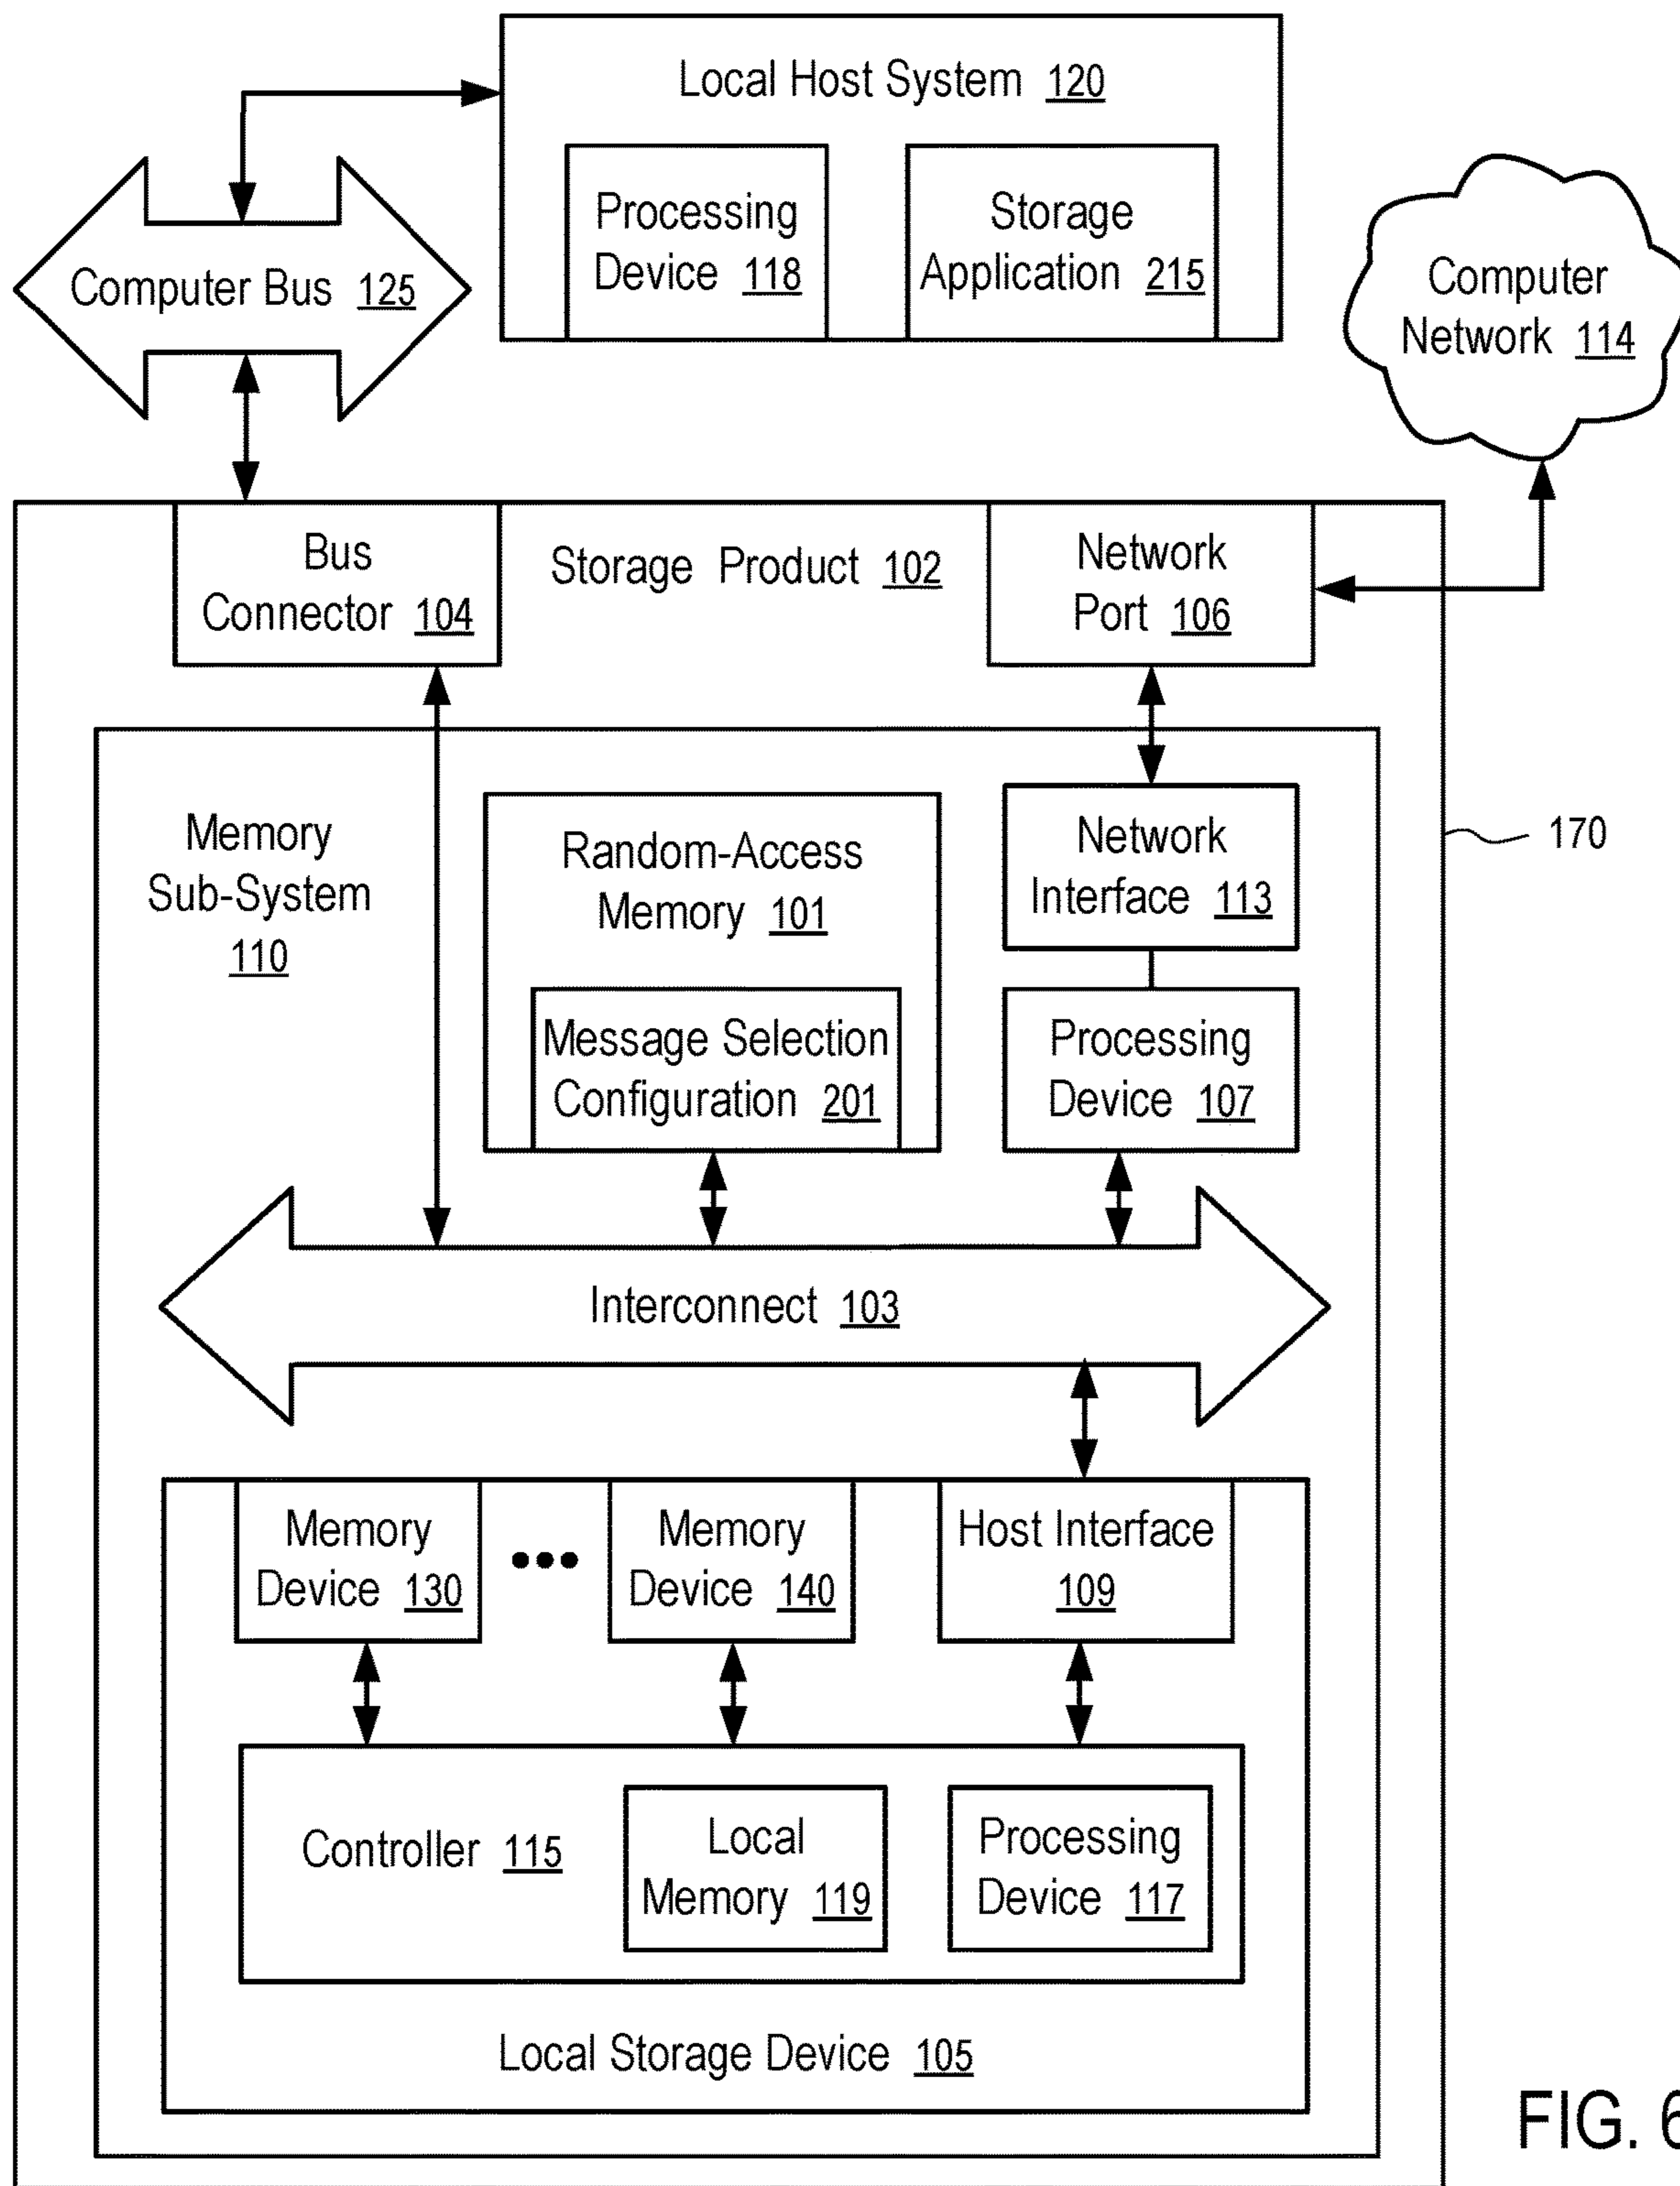 Local Host System 120
Processing
Device 118
Storage
Application 215
Computer Bus 125
Computer
Network 114
Bus
Connector 104
Storage Product 102
Network
Port 106
Memory
Sub-System
110
Random-Access
Memory 101
Message Selection
Configuration 201
Network
Interface 113
Processing
Device 107
170
Interconnect 103
Memory
Device 130
Memory
Device 140
Host Interface
109
Controller 115
Local
Memory 119
Processing
Device 117
Local Storage Device 105
FIG. 6